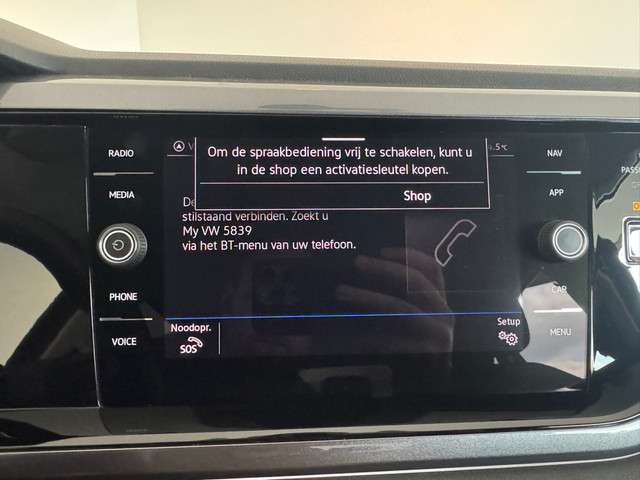 RADIO
MEDIA
PHONE
VOICE
Om de spraakbediening vrij te schakelen, kunt u
in de shop een activatiesleutel kopen.
Shop
stilstand verbinden. Zoekt u
My VW 5839
via het BT-menu van uw telefoon.
Noodopr.
SOS
Setup
NAV
APP
CAR
MENU